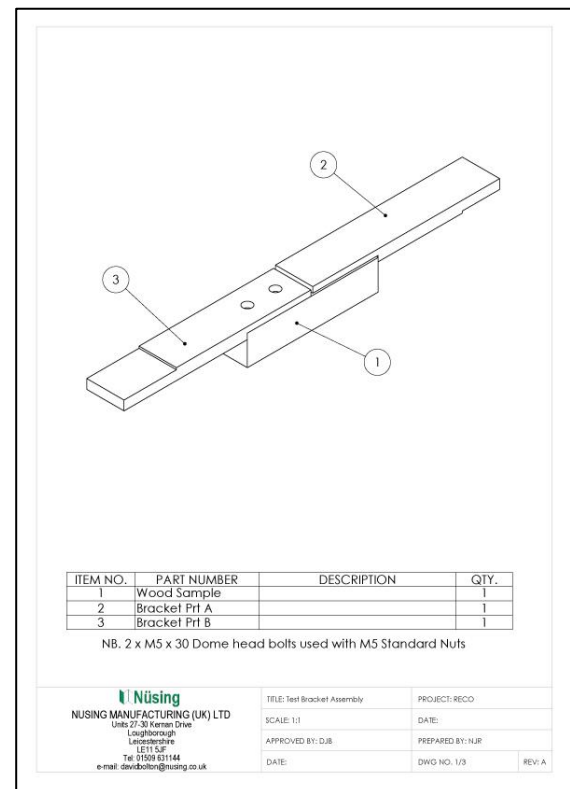 2
3
1
ITEM NO. PART NUMBER DESCRIPTION QTY.
1 Wood Sample 1
2 Bracket Prt A 1
3 Bracket Prt B 1
NB. 2 x M5 x 30 Dome head bolts used with M5 Standard Nuts
Nüsing
NUSING MANUFACTURING (UK) LTD
Units 27-30 Kernan Drive
Loughborough
Leicestershire
LE11 5JF
Tel: 01509 631144
e-mail: davidbolton@nusing.co.uk
TITLE: Test Bracket Assembly PROJECT: RECO
SCALE: 1:1 DATE:
APPROVED BY: DJB PREPARED BY: NJR
DATE: DWG NO. 1/3 REV: A